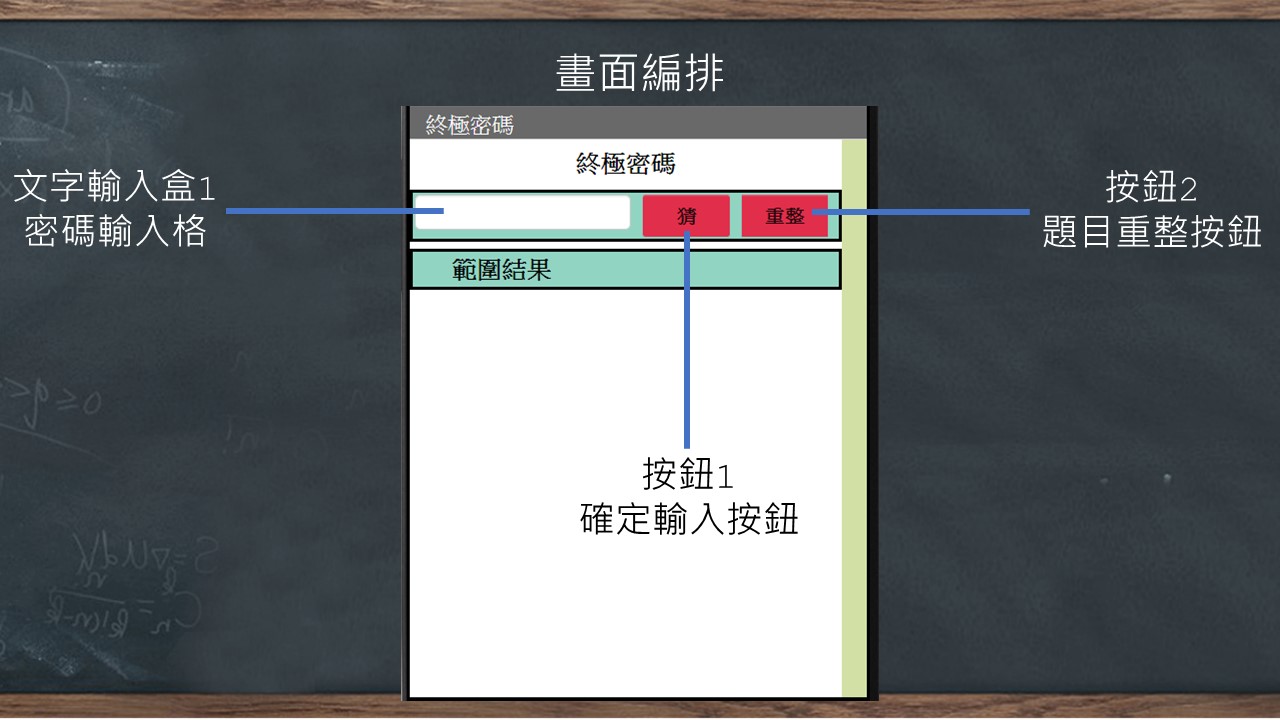 畫面編排
終極密碼
終極密碼
文字輸入盒1
密碼輸入格
猜
重整
按鈕2
題目重整按鈕
範圍結果
按鈕1
確定輸入按鈕